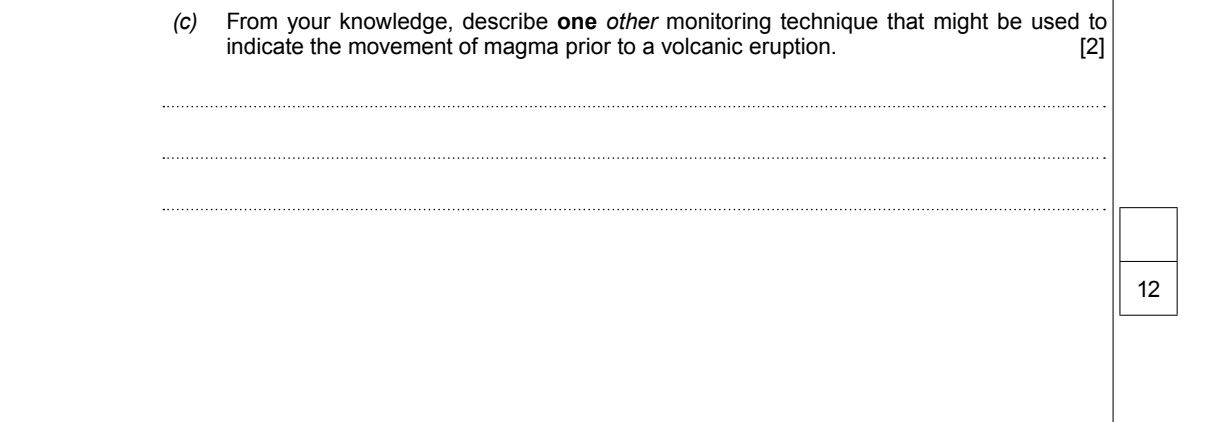 (c) From your knowledge, describe one other monitoring technique that might be used to
indicate the movement of magma prior to a volcanic eruption. [2]
12